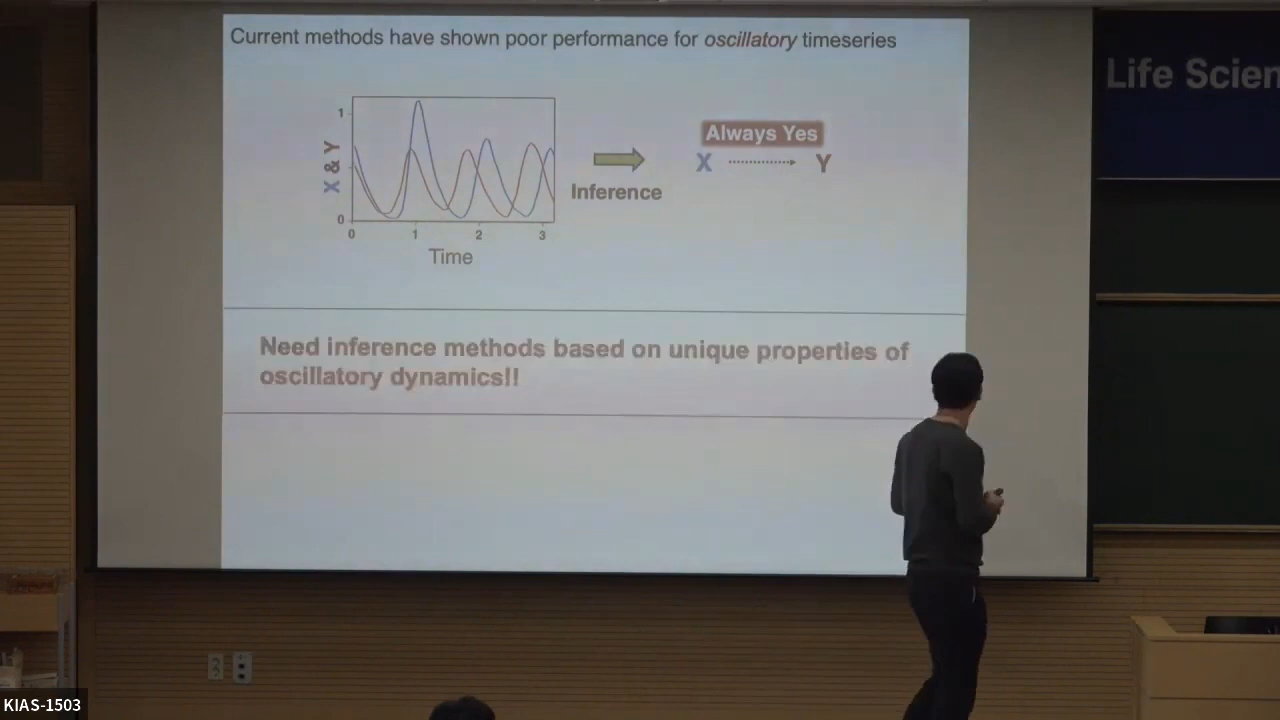 Current methods have shown poor performance for oscillatory timeseries
Life Scien
1
0
X & Y
0 1 2 3
Time
Inference
Always Yes
X Y
Need inference methods based on unique properties of
oscillatory dynamics!!
KIAS-1503